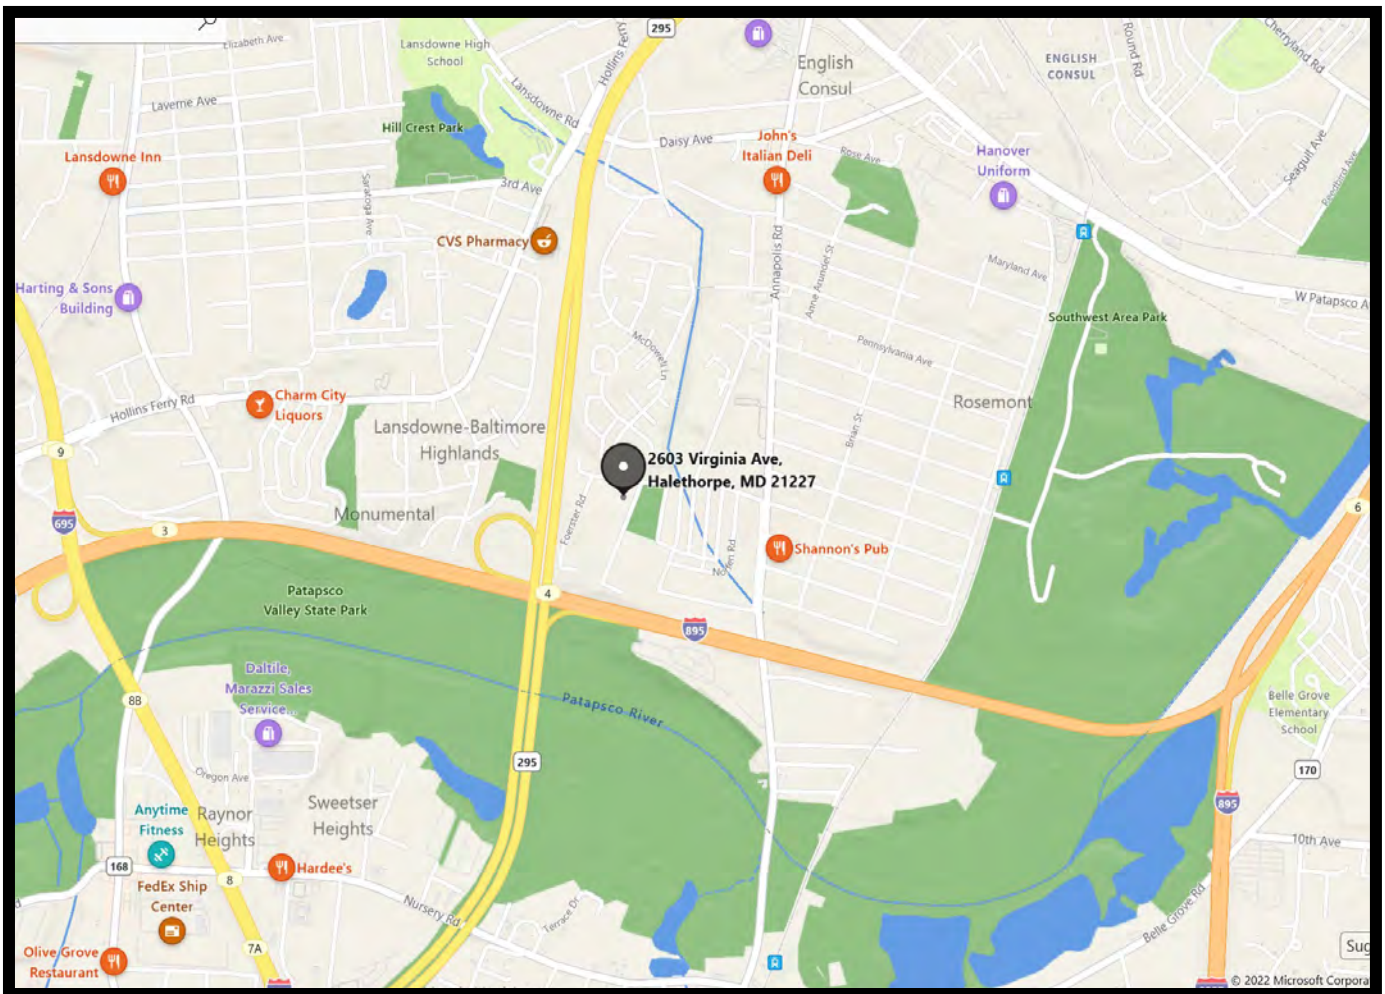 295
Elizabeth Ave
Lansdowne High
School
Hollins Ferry
English
Consul
ENGLISH
CONSUL
Round Rd
Cherryland Rd
Laverne Ave
Lansdowne Rd
Hill Crest Park
Daisy Ave
John's
Italian Deli
Rose Ave
Hanover
Uniform
Seagull Ave
Reedbird Ave
Lansdowne Inn
3rd Ave
Saratoga Ave
CVS Pharmacy
Annapolis Rd
Anne Arundel St
Maryland Ave
W Patapsco A
Harting & Sons
Building
Southwest Area Park
McDowell Ln
Pennsylvania Ave
Charm City
Liquors
Hollins Ferry Rd
Rosemont
Lansdowne-Baltimore
Highlands
Brian St
9
2603 Virginia Ave,
Halethorpe, MD 21227
695
3
Monumental
Foerster Rd
6
Shannon's Pub
Patapsco
Valley State Park
4
895
Daltile,
Marazzi Sales
Service...
8B
Patapsco River
Belle Grove
Elementary
School
295
170
Oregon Ave
Anytime
Fitness
Raynor
Heights
Sweetser
Heights
895
10th Ave
168
8
Hardee's
FedEx Ship
Center
Nursery Rd
Terrace Dr
Belle Grove Rd
7A
Olive Grove
Restaurant
Sug
© 2022 Microsoft Corpora